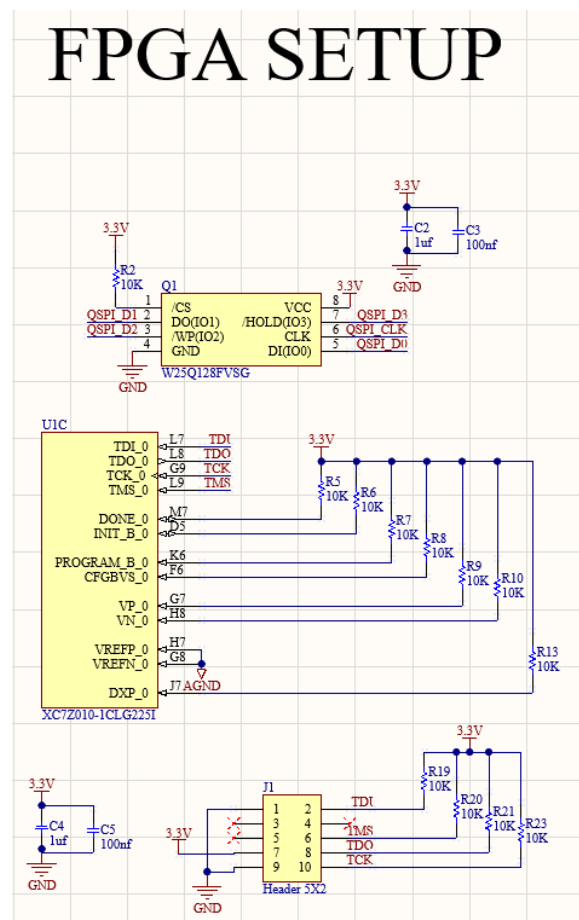 FPGA SETUP
3.3V
C2
1uf
C3
100nf
GND
3.3V
R2
10K
Q1
3.3V
1 /CS VCC 8
QSPI_D1 2 DO(IO1) /HOLD(IO3) 7 QSPI_D3
QSPI_D2 3 /WP(IO2) CLK 6 QSPI_CLK
4 GND DI(IO0) 5 QSPI_D0
GND
W25Q128FVSG
U1C
TDI_0 L7 TDI
TDO_0 L8 TDO
TCK_0 G9 TCK
TMS_0 L9 TMS
3.3V
DONE_0 M7
INIT_B_0 D5
PROGRAM_B_0 K6
CFGBVS_0 F6
VP_0 G7
VN_0 H8
VREFP_0 H7
VREFN_0 G8
AGND
DXP_0 J7
XC7Z010-1CLG225I
R5
10K
R6
10K
R7
10K
R8
10K
R9
10K
R10
10K
R13
10K
3.3V
C4
1uf
C5
100nf
GND
3.3V
R19
10K
R20
10K
R21
10K
R23
10K
J1
1 2 TDI
3 4
5 6 TMS
3.3V
7 8 TDO
9 10 TCK
Header 5X2
GND